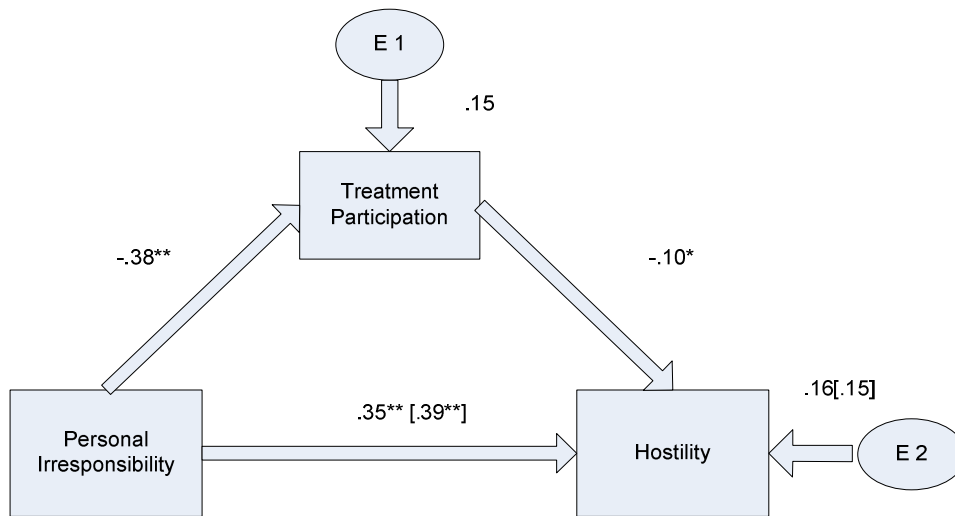 E 1
.15
Treatment
Participation
-.38**
-.10*
.35** [.39**]
.16[.15]
Personal
Irresponsibility
Hostility
E 2